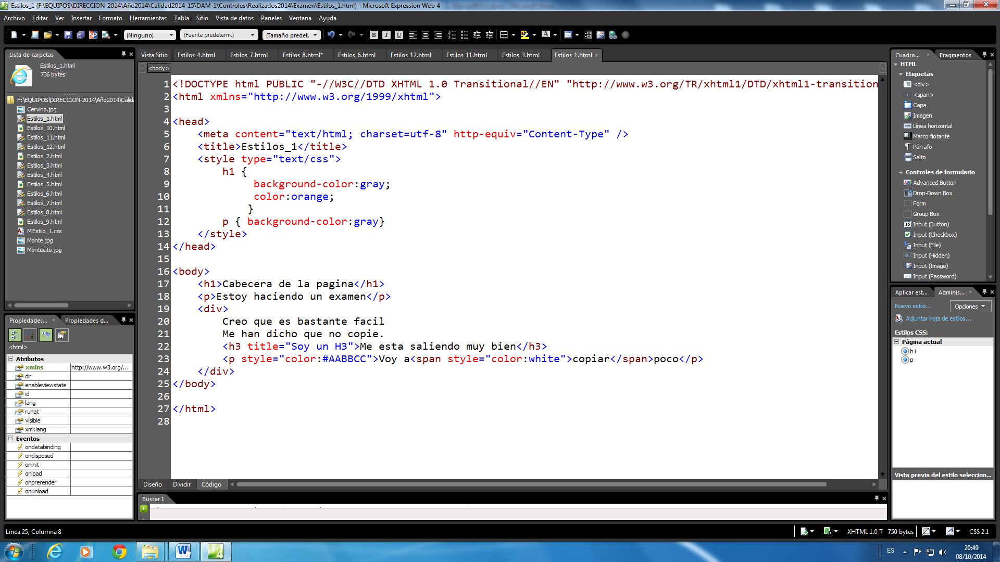 Estilos_1 (F:\EQUIPOS\DIRECCION-2014\Año2014\Calidad2014-15\DAM-1\Controles\Realizados2014\Examen\Estilos_1.html) - Microsoft Expression Web 4
Archivo Editar Ver Insertar Formato Herramientas Tabla Sitio Vista de datos Paneles Ventana Ayuda
(Ninguno) (Fuente predeterm.) (Tamaño predet. B I U
Lista de carpetas
Estilos_1.html
736 bytes
F:\EQUIPOS\DIRECCION-2014\Año2014\Calid
Cervino.jpg
Estilos_1.html
Estilos_10.html
Estilos_11.html
Estilos_12.html
Estilos_2.html
Estilos_3.html
Estilos_4.html
Estilos_5.html
Estilos_6.html
Estilos_7.html
Estilos_8.html
Estilos_9.html
MiEstilo_1.css
Monte.jpg
Montecito.jpg
Propiedades... Propiedades d...
<html>
Atributos
xmlns http://www.w3.org/...
dir
enableviewstate
id
lang
runat
visible
xml:lang
Eventos
ondatabinding
ondisposed
oninit
onload
onprerender
onunload
Vista Sitio Estilos_4.html Estilos_7.html Estilos_8.html* Estilos_6.html Estilos_12.html Estilos_11.html Estilos_3.html Estilos_1.html
<body>
1 <!DOCTYPE html PUBLIC "-//W3C//DTD XHTML 1.0 Transitional//EN" "http://www.w3.org/TR/xhtml1/DTD/xhtml1-transition
2 <html xmlns="http://www.w3.org/1999/xhtml">
3
4 <head>
5 <meta content="text/html; charset=utf-8" http-equiv="Content-Type" />
6 <title>Estilos_1</title>
7 <style type="text/css">
8 h1 {
9 background-color:gray;
10 color:orange;
11 }
12 p { background-color:gray}
13 </style>
14 </head>
15
16 <body>
17 <h1>Cabecera de la pagina</h1>
18 <p>Estoy haciendo un examen</p>
19 <div>
20 Creo que es bastante facil
21 Me han dicho que no copie.
22 <h3 title="Soy un H3">Me esta saliendo muy bien</h3>
23 <p style="color:#AABBCC">Voy a<span style="color:white">copiar</span>poco</p>
24 </div>
25 </body>
26
27 </html>
28
Diseño Dividir Código
Buscar 1
Cuadro... Fragmentos
HTML
Etiquetas
<div>
<span>
Capa
Imagen
Línea horizontal
Marco flotante
Párrafo
Salto
Controles de formulario
Advanced Button
Drop-Down Box
Form
Group Box
Input (Button)
Input (Checkbox)
Input (File)
Input (Hidden)
Input (Image)
Input (Password)
Aplicar est... Adminis...
Nuevo estilo... Opciones
Adjuntar hoja de estilos...
Estilos CSS:
Página actual
h1
p
Vista previa del estilo seleccion...
Línea 25, Columna 8
XHTML 1.0 T 750 bytes CSS 2.1
ES
20:49
08/10/2014